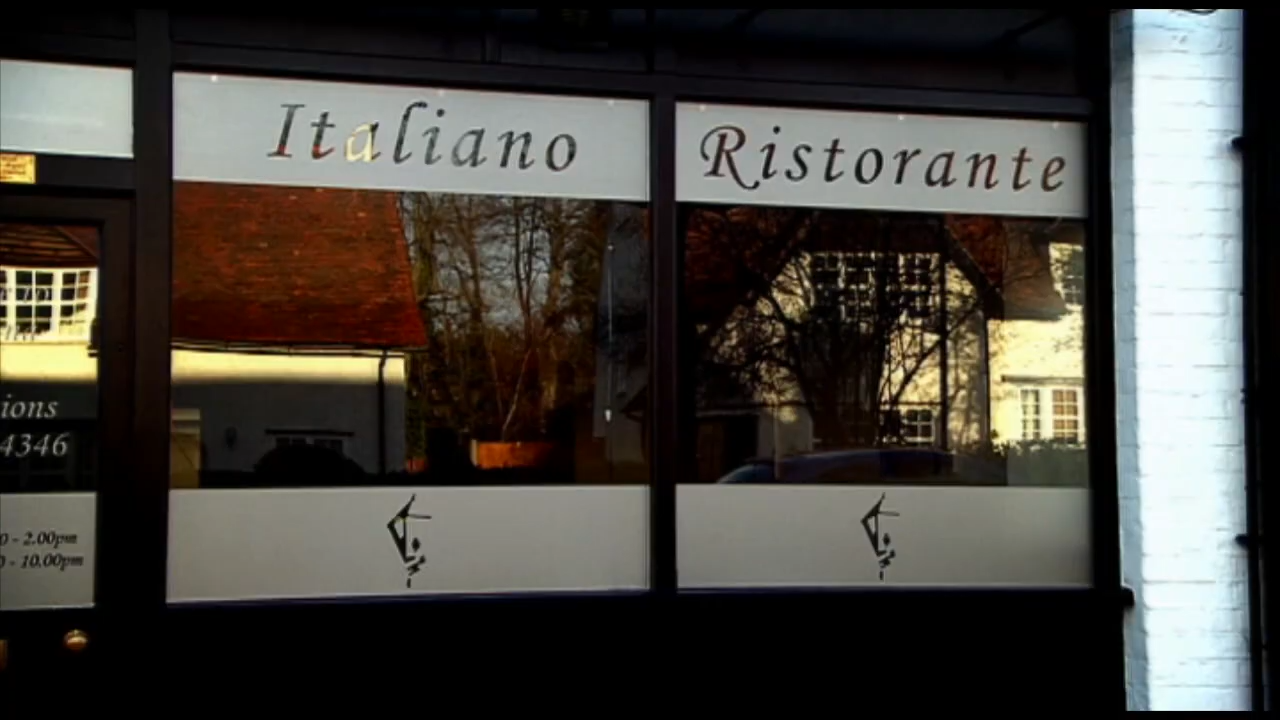 Italiano Ristorante
ions
4346
0 - 2.00pm
0 - 10.00pm